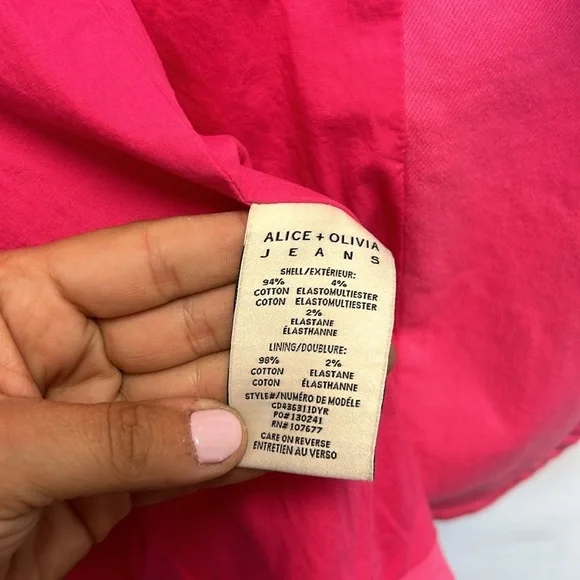 ALICE + OLIVIA
JEANS
SHELL/EXTÉRIEUR:
94% 4%
COTTON ELASTOMULTIESTER
COTON ELASTOMULTIESTER
2%
ELASTANE
ÉLASTHANNE
LINING/DOUBLURE:
98% 2%
COTTON ELASTANE
COTON ÉLASTHANNE
STYLE#/NUMÉRO DE MODÈLE
CD436311DYR
PO#130241
RN#107677
CARE ON REVERSE
ENTRETIEN AU VERSO